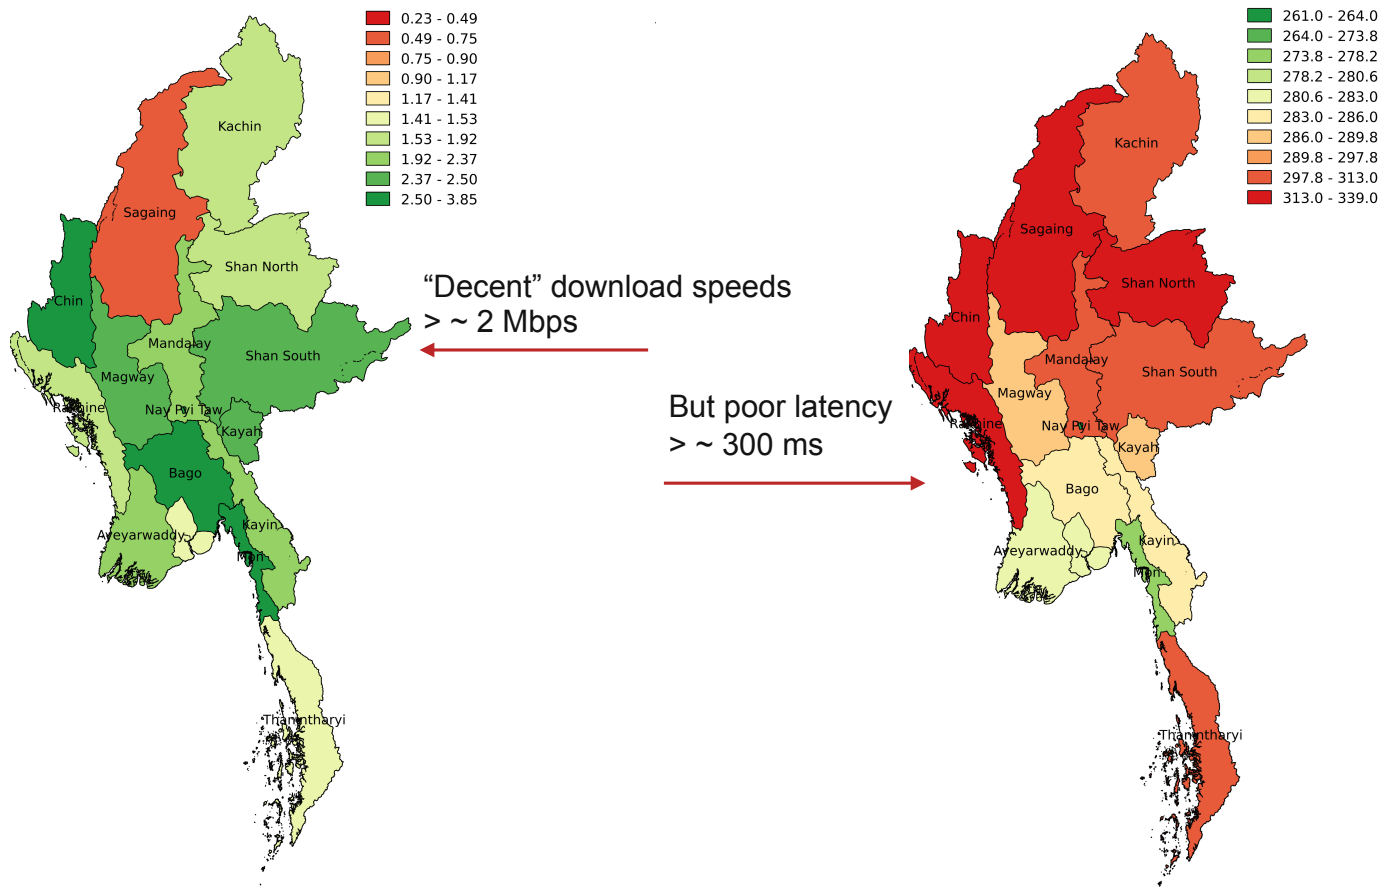 0.23 - 0.49
0.49 - 0.75
0.75 - 0.90
0.90 - 1.17
1.17 - 1.41
1.41 - 1.53
1.53 - 1.92
1.92 - 2.37
2.37 - 2.50
2.50 - 3.85
Kachin
Sagaing
Shan North
Chin
Mandalay
Shan South
Magway
Rakhine
Nay Pyi Taw
Kayah
Bago
Kayin
Ayeyarwaddy
Mon
Thanintharyi
“Decent” download speeds
> ~ 2 Mbps
But poor latency
> ~ 300 ms
261.0 - 264.0
264.0 - 273.8
273.8 - 278.2
278.2 - 280.6
280.6 - 283.0
283.0 - 286.0
286.0 - 289.8
289.8 - 297.8
297.8 - 313.0
313.0 - 339.0
Kachin
Sagaing
Shan North
Chin
Mandalay
Shan South
Magway
Rakhine
Nay Pyi Taw
Kayah
Bago
Kayin
Ayeyarwaddy
Mon
Thanintharyi